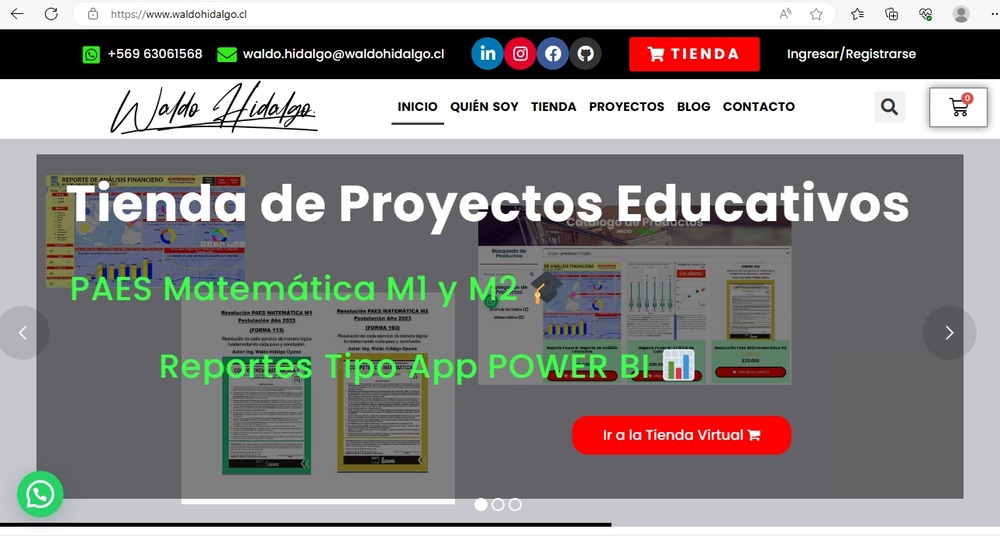 https://www.waldohidalgo.cl
+569 63061568 waldo.hidalgo@waldohidalgo.cl TIENDA Ingresar/Registrarse
Waldo Hidalgo.
INICIO QUIÉN SOY TIENDA PROYECTOS BLOG CONTACTO
0
REPORTE DE ANÁLISIS FINANCIERO
Tienda de Proyectos Educativos
Catálogo de Productos
INICIO
Búsqueda de
Productos
PAES Matemática M1 y M2
Resolución PAES MATEMÁTICA M1
Postulación Año 2023
(FORMA 113)
Resolución PAES MATEMÁTICA M2
Postulación Año 2023
(FORMA 193)
Autor: Ing. Waldo Hidalgo Oyarce
Reportes Tipo App POWER BI
Ir a la Tienda Virtual